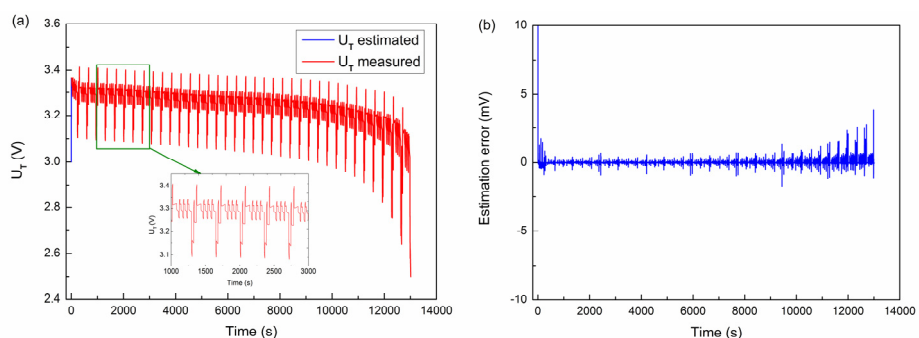 (a)
3.6
3.4
3.2
3.0
2.8
2.6
2.4
U_T (V)
U_T estimated
U_T measured
3.4
3.3
3.2
3.1
U_T (V)
1000 1500 2000 2500 3000
Time (s)
0 2000 4000 6000 8000 10000 12000 14000
Time (s)
(b)
10
5
0
-5
-10
Estimation error (mV)
0 2000 4000 6000 8000 10000 12000 14000
Time (s)